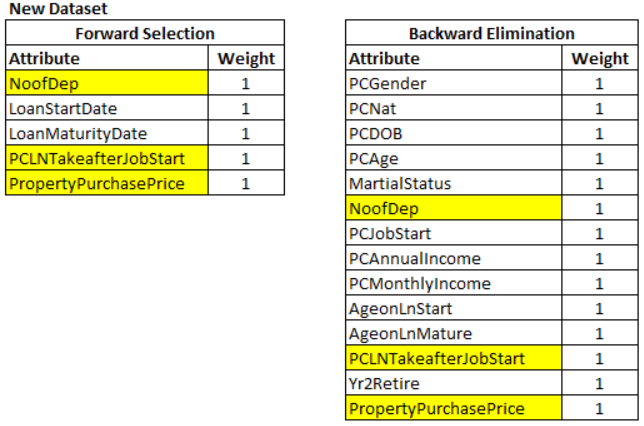 New Dataset
Forward Selection
Attribute Weight
NoofDep 1
LoanStartDate 1
LoanMaturityDate 1
PCLNTakeafterJobStart 1
PropertyPurchasePrice 1
Backward Elimination
Attribute Weight
PCGender 1
PCNat 1
PCDOB 1
PCAge 1
MartialStatus 1
NoofDep 1
PCJobStart 1
PCAnnualIncome 1
PCMonthlyIncome 1
AgeonLnStart 1
AgeonLnMature 1
PCLNTakeafterJobStart 1
Yr2Retire 1
PropertyPurchasePrice 1